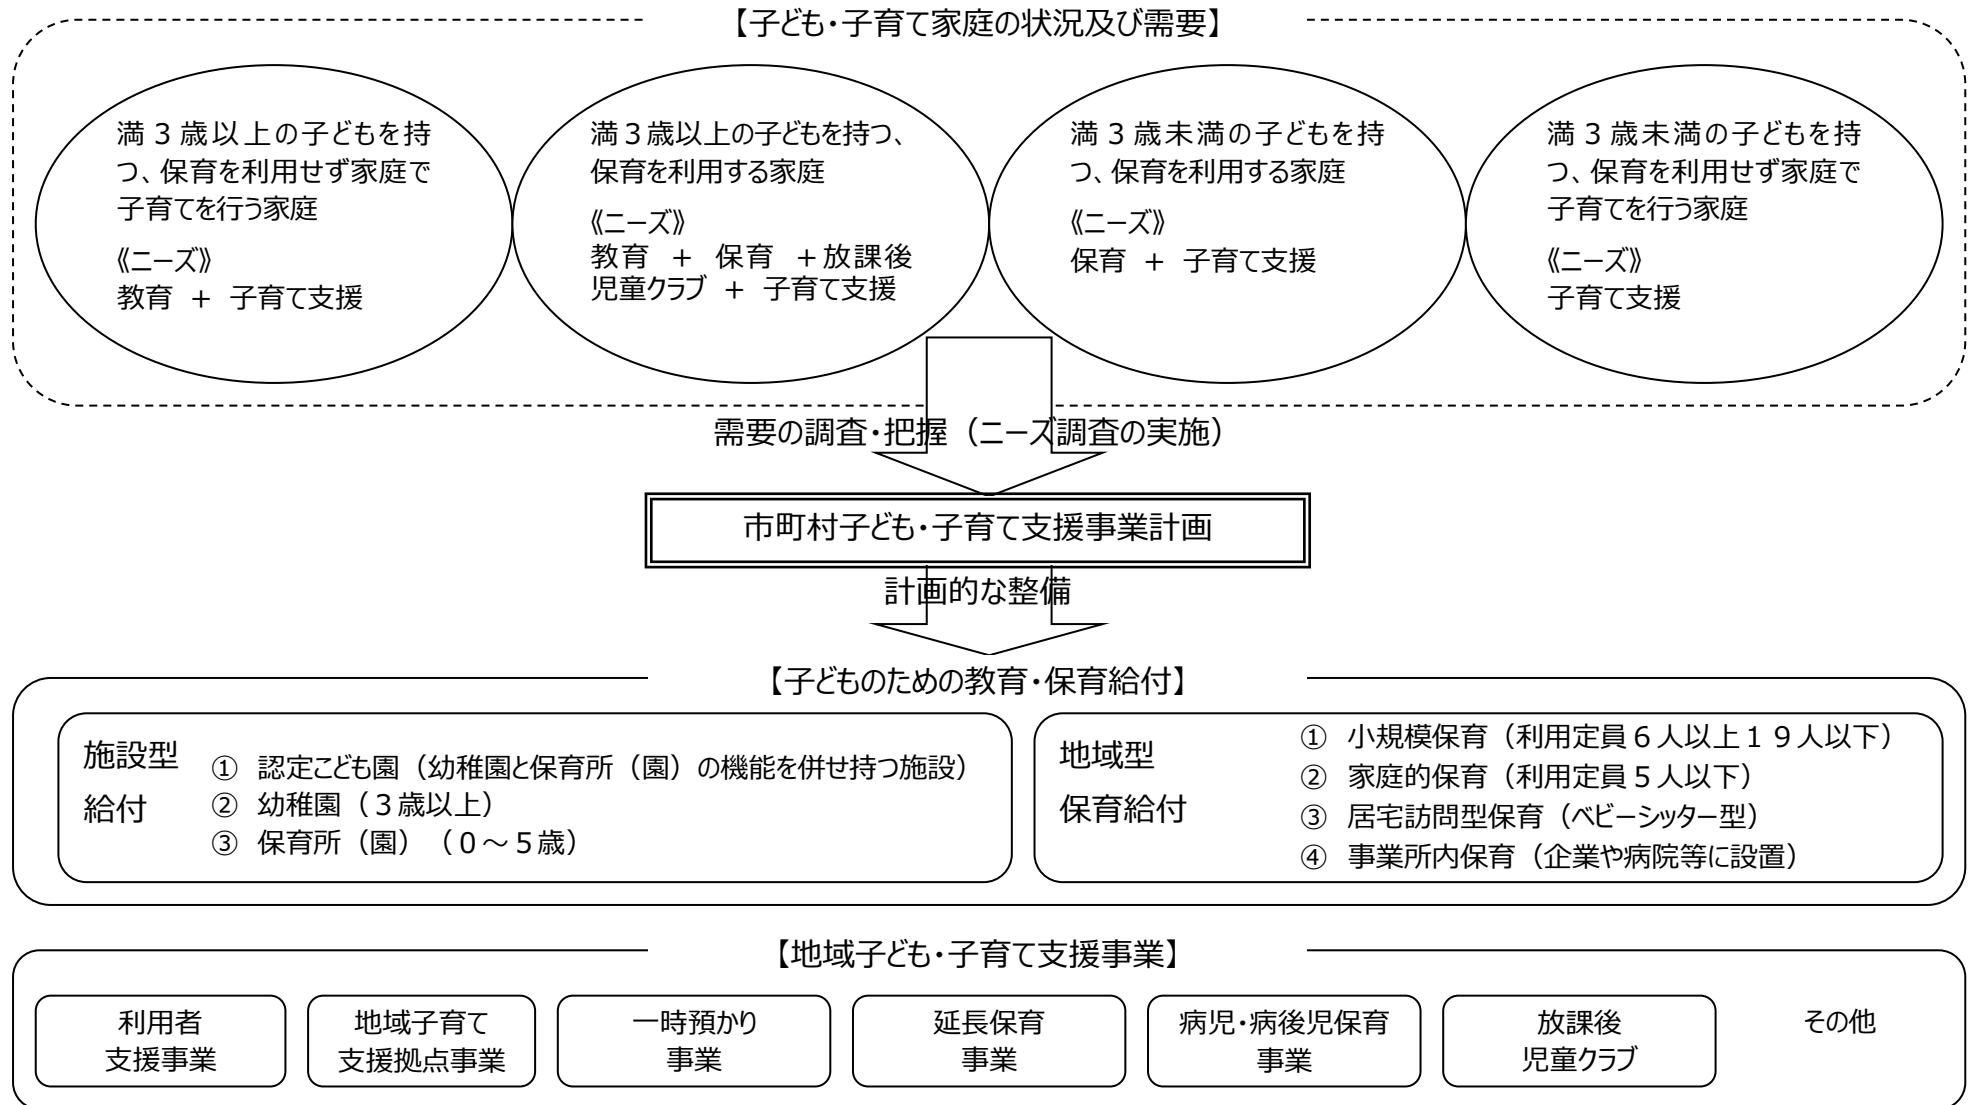 【子ども・子育て家庭の状況及び需要】
満３歳以上の子どもを持
つ、保育を利用せず家庭で
子育てを行う家庭
《ニーズ》
教育 + 子育て支援
満３歳以上の子どもを持つ、
保育を利用する家庭
《ニーズ》
教育 + 保育 +放課後
児童クラブ + 子育て支援
満３歳未満の子どもを持
つ、保育を利用する家庭
《ニーズ》
保育 + 子育て支援
満３歳未満の子どもを持
つ、保育を利用せず家庭で
子育てを行う家庭
《ニーズ》
子育て支援
需要の調査・把握（ニーズ調査の実施）
市町村子ども・子育て支援事業計画
計画的な整備
【子どものための教育・保育給付】
施設型
給付
① 認定こども園（幼稚園と保育所（園）の機能を併せ持つ施設）
② 幼稚園（３歳以上）
③ 保育所（園）（０～５歳）
地域型
保育給付
① 小規模保育（利用定員６人以上１９人以下）
② 家庭的保育（利用定員５人以下）
③ 居宅訪問型保育（ベビーシッター型）
④ 事業所内保育（企業や病院等に設置）
【地域子ども・子育て支援事業】
利用者
支援事業
地域子育て
支援拠点事業
一時預かり
事業
延長保育
事業
病児・病後児保育
事業
放課後
児童クラブ
その他